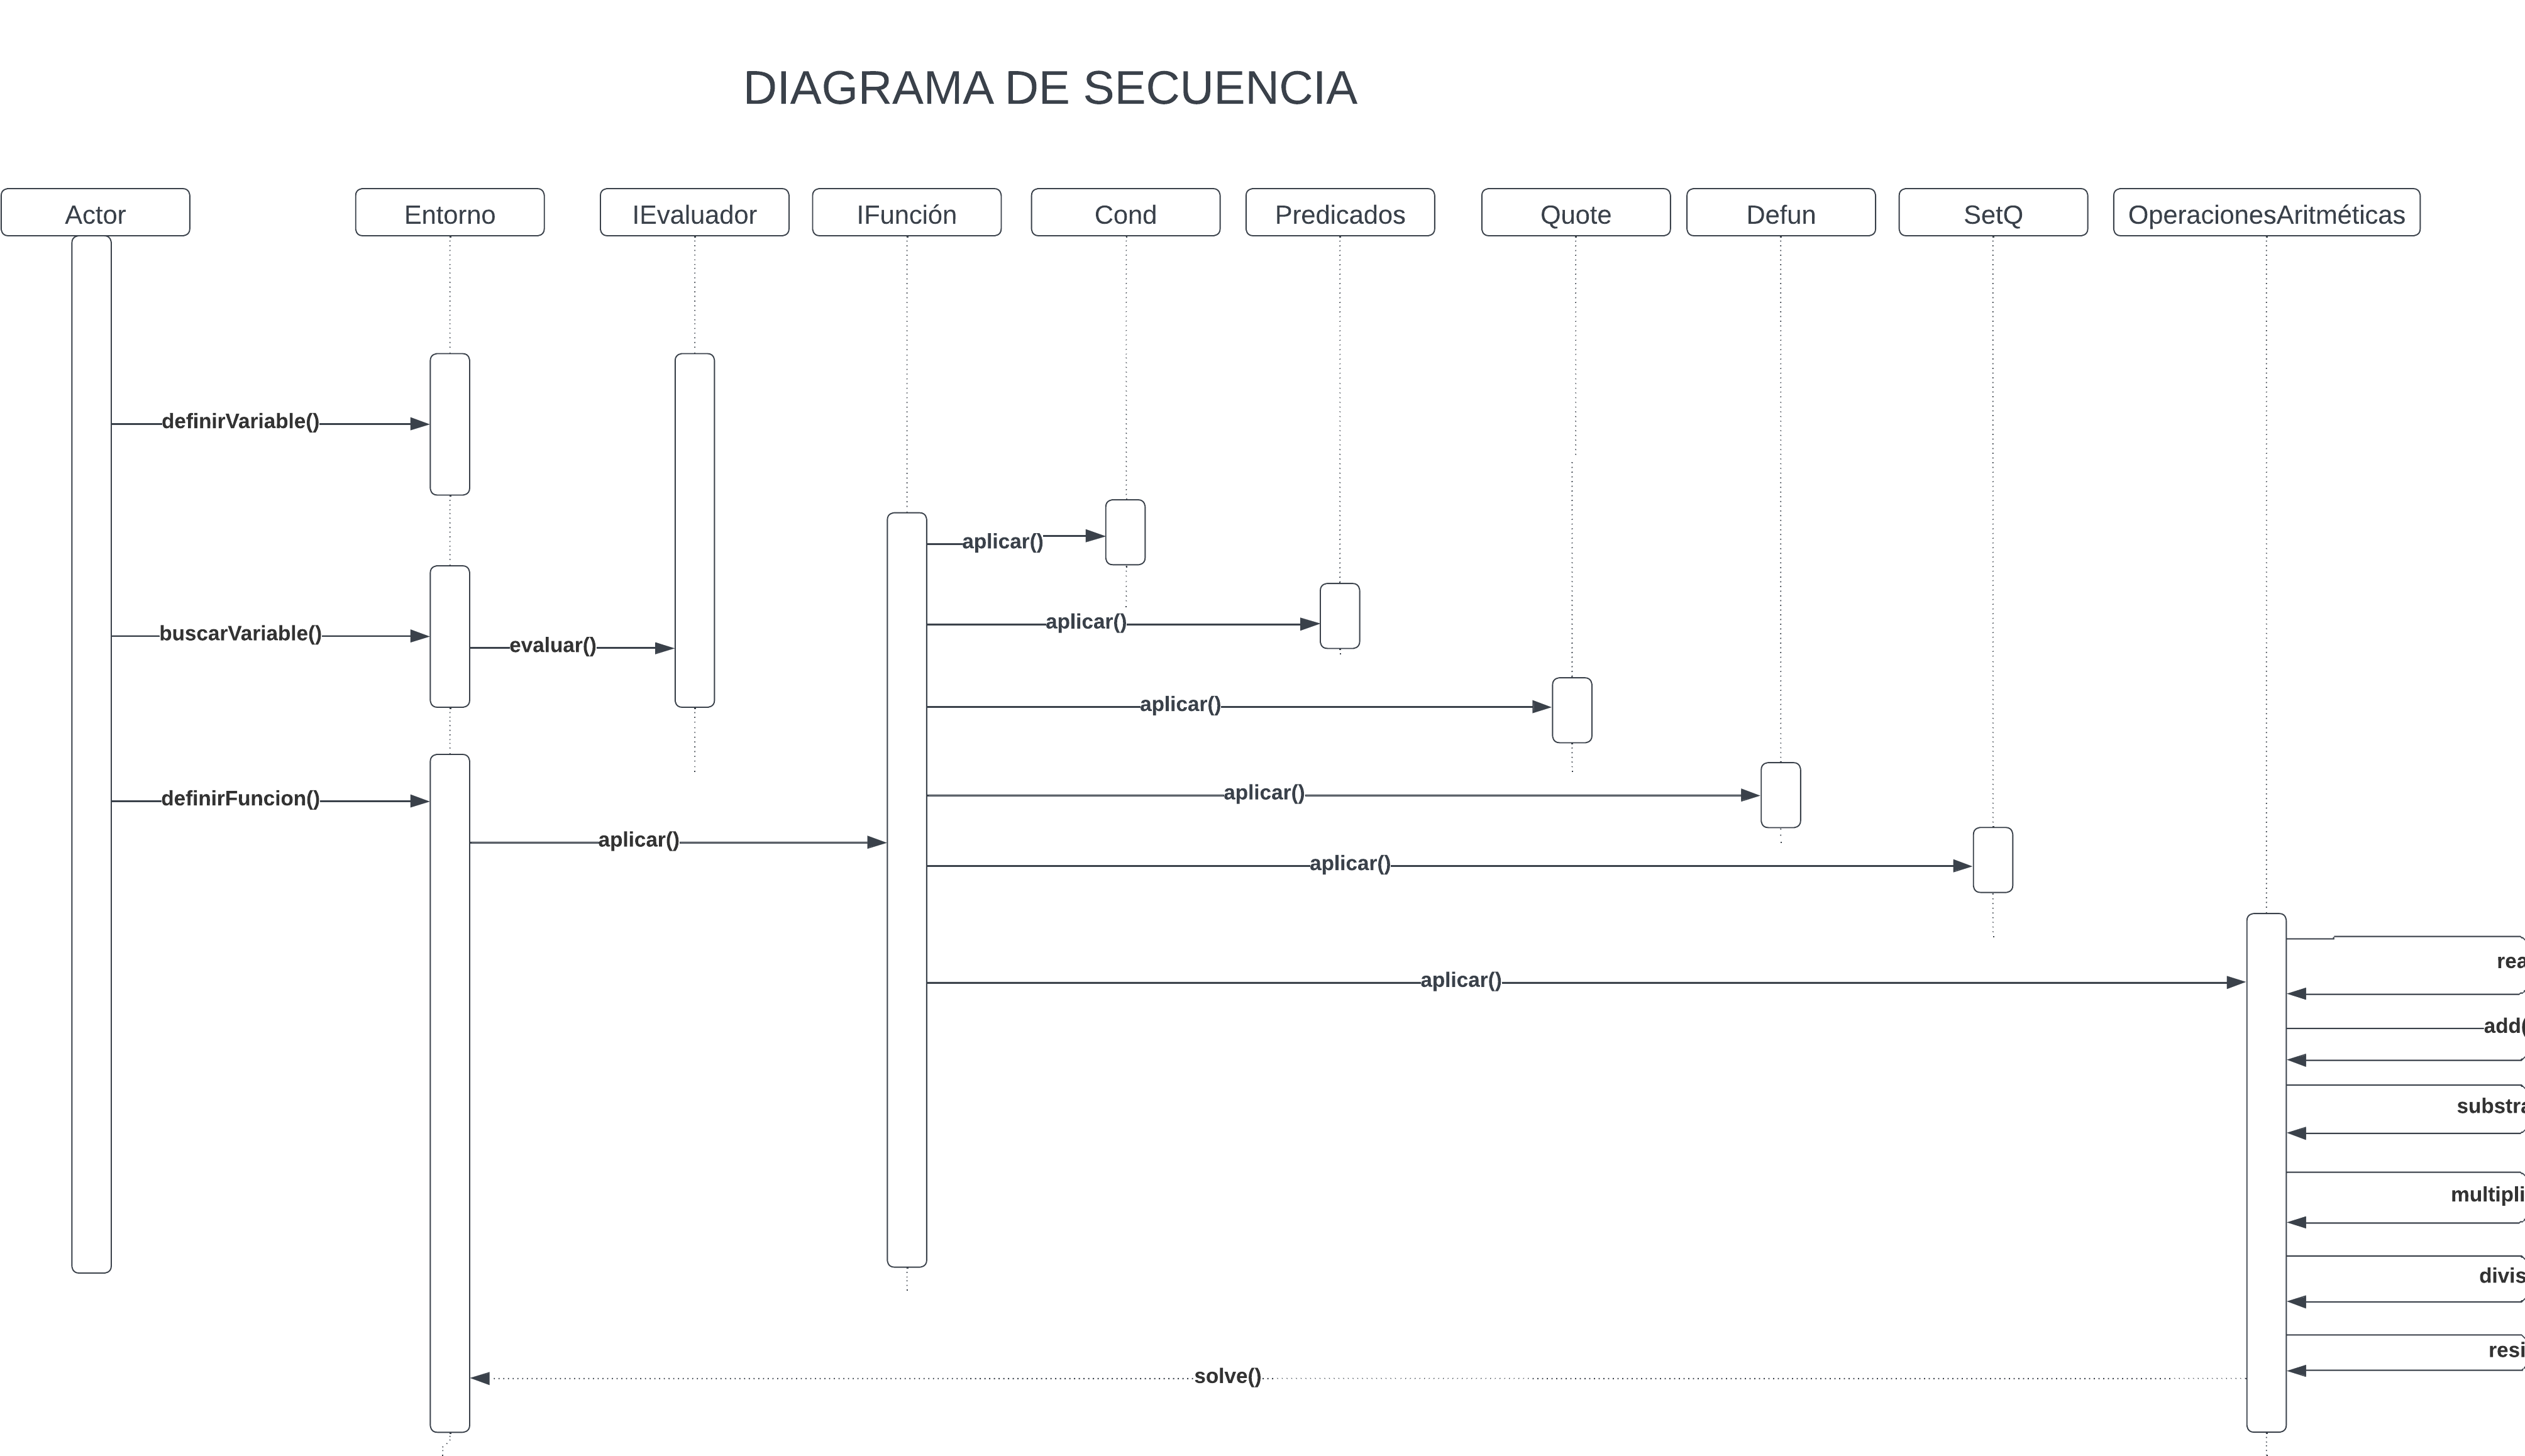 DIAGRAMA DE SECUENCIA
Actor
Entorno
IEvaluador
IFunción
Cond
Predicados
Quote
Defun
SetQ
OperacionesAritméticas
definirVariable()
aplicar()
aplicar()
buscarVariable()
evaluar()
aplicar()
aplicar()
definirFuncion()
aplicar()
aplicar()
rea
aplicar()
add(
substra
multipli
divis
resi
solve()